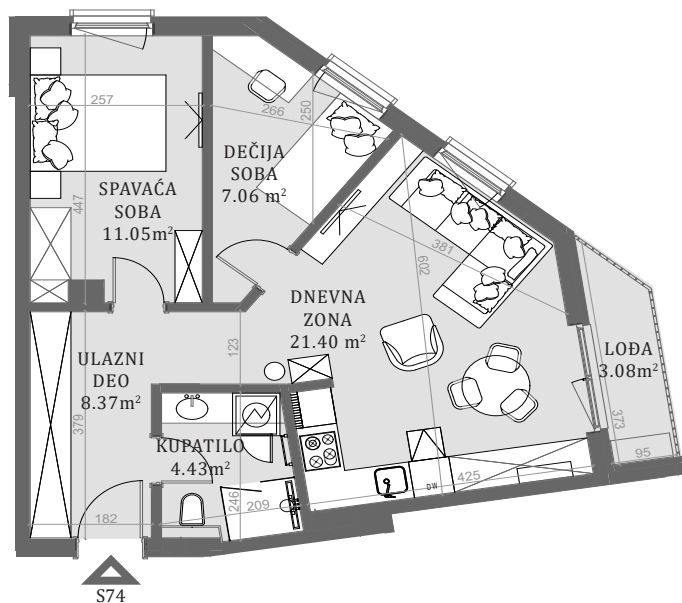 257
266
250
DEČIJA
SOBA
7.06 m²
SPAVAĆA
SOBA
11.05m²
447
381
602
DNEVNA
ZONA
21.40 m²
123
ULAZNI
DEO
8.37m²
379
LOĐA
3.08m²
373
95
KUPATILO
4.43m²
246
209
425
DW
182
S74